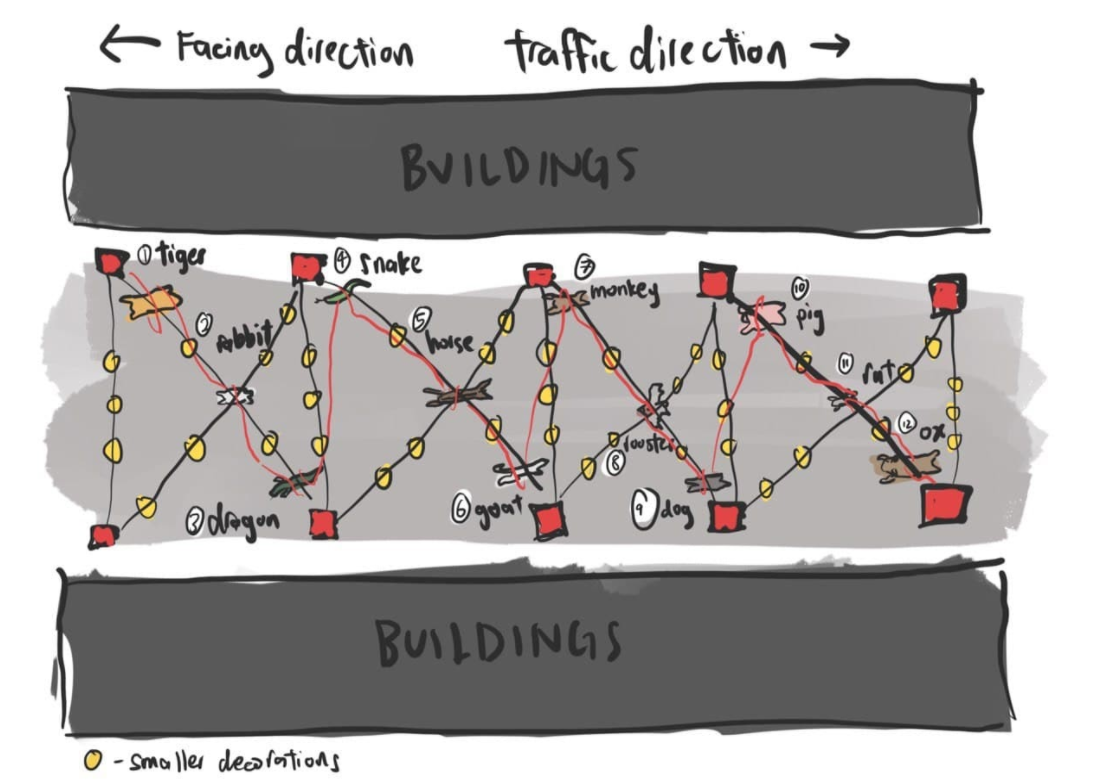 ← Facing direction traffic direction →
BUILDINGS
① tiger
④ snake
⑦ monkey
⑩ pig
② rabbit
⑤ horse
⑪ rat
⑫ ox
⑧ rooster
③ dragon
⑥ goat
⑨ dog
BUILDINGS
- smaller decorations